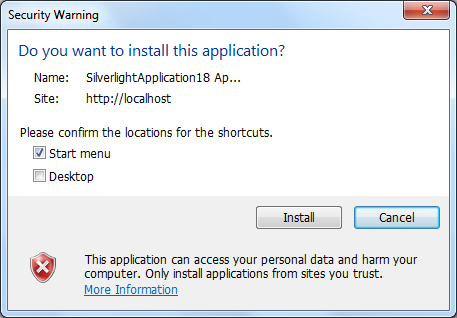 Security Warning
Do you want to install this application?
Name: SilverlightApplication18 Ap...
Site: http://localhost
Please confirm the locations for the shortcuts.
Start menu
Desktop
Install Cancel
This application can access your personal data and harm your
computer. Only install applications from sites you trust.
More Information